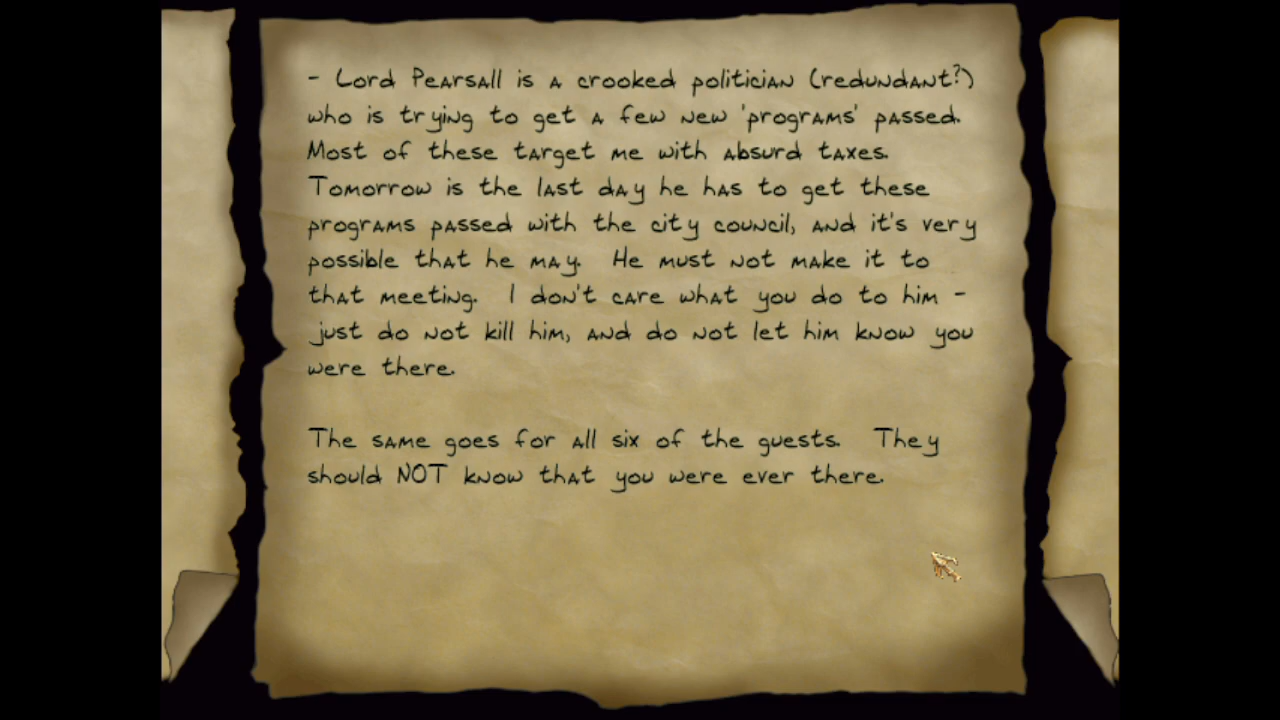 - Lord Pearsall is a crooked politician (redundant?)
who is trying to get a few new 'programs' passed.
Most of these target me with absurd taxes.
Tomorrow is the last day he has to get these
programs passed with the city council, and it's very
possible that he may.  He must not make it to
that meeting.  I don't care what you do to him -
just do not kill him, and do not let him know you
were there.
The same goes for all six of the guests.  They
should NOT know that you were ever there.